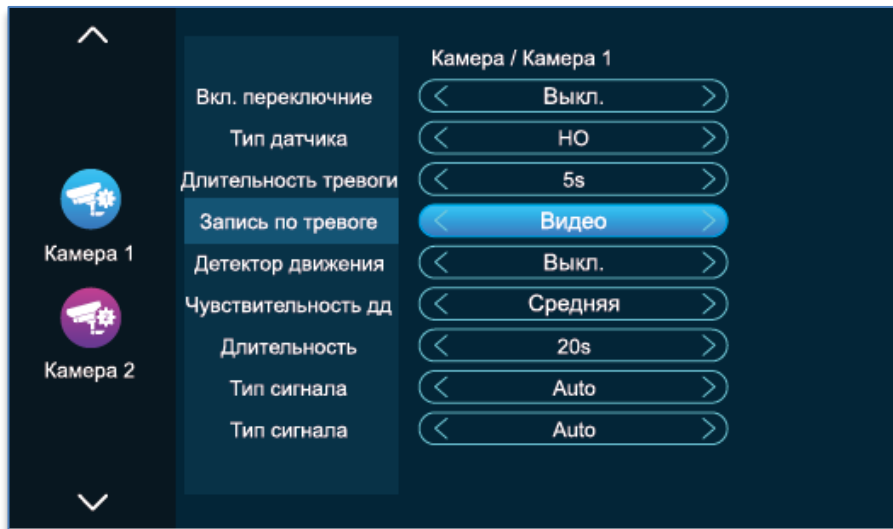 Камера / Камера 1
Вкл. переключние Выкл.
Тип датчика НО
Длительность тревоги 5s
Запись по тревоге Видео
Камера 1
Детектор движения Выкл.
Чувствительность дд Средняя
Длительность 20s
Камера 2
Тип сигнала Auto
Тип сигнала Auto